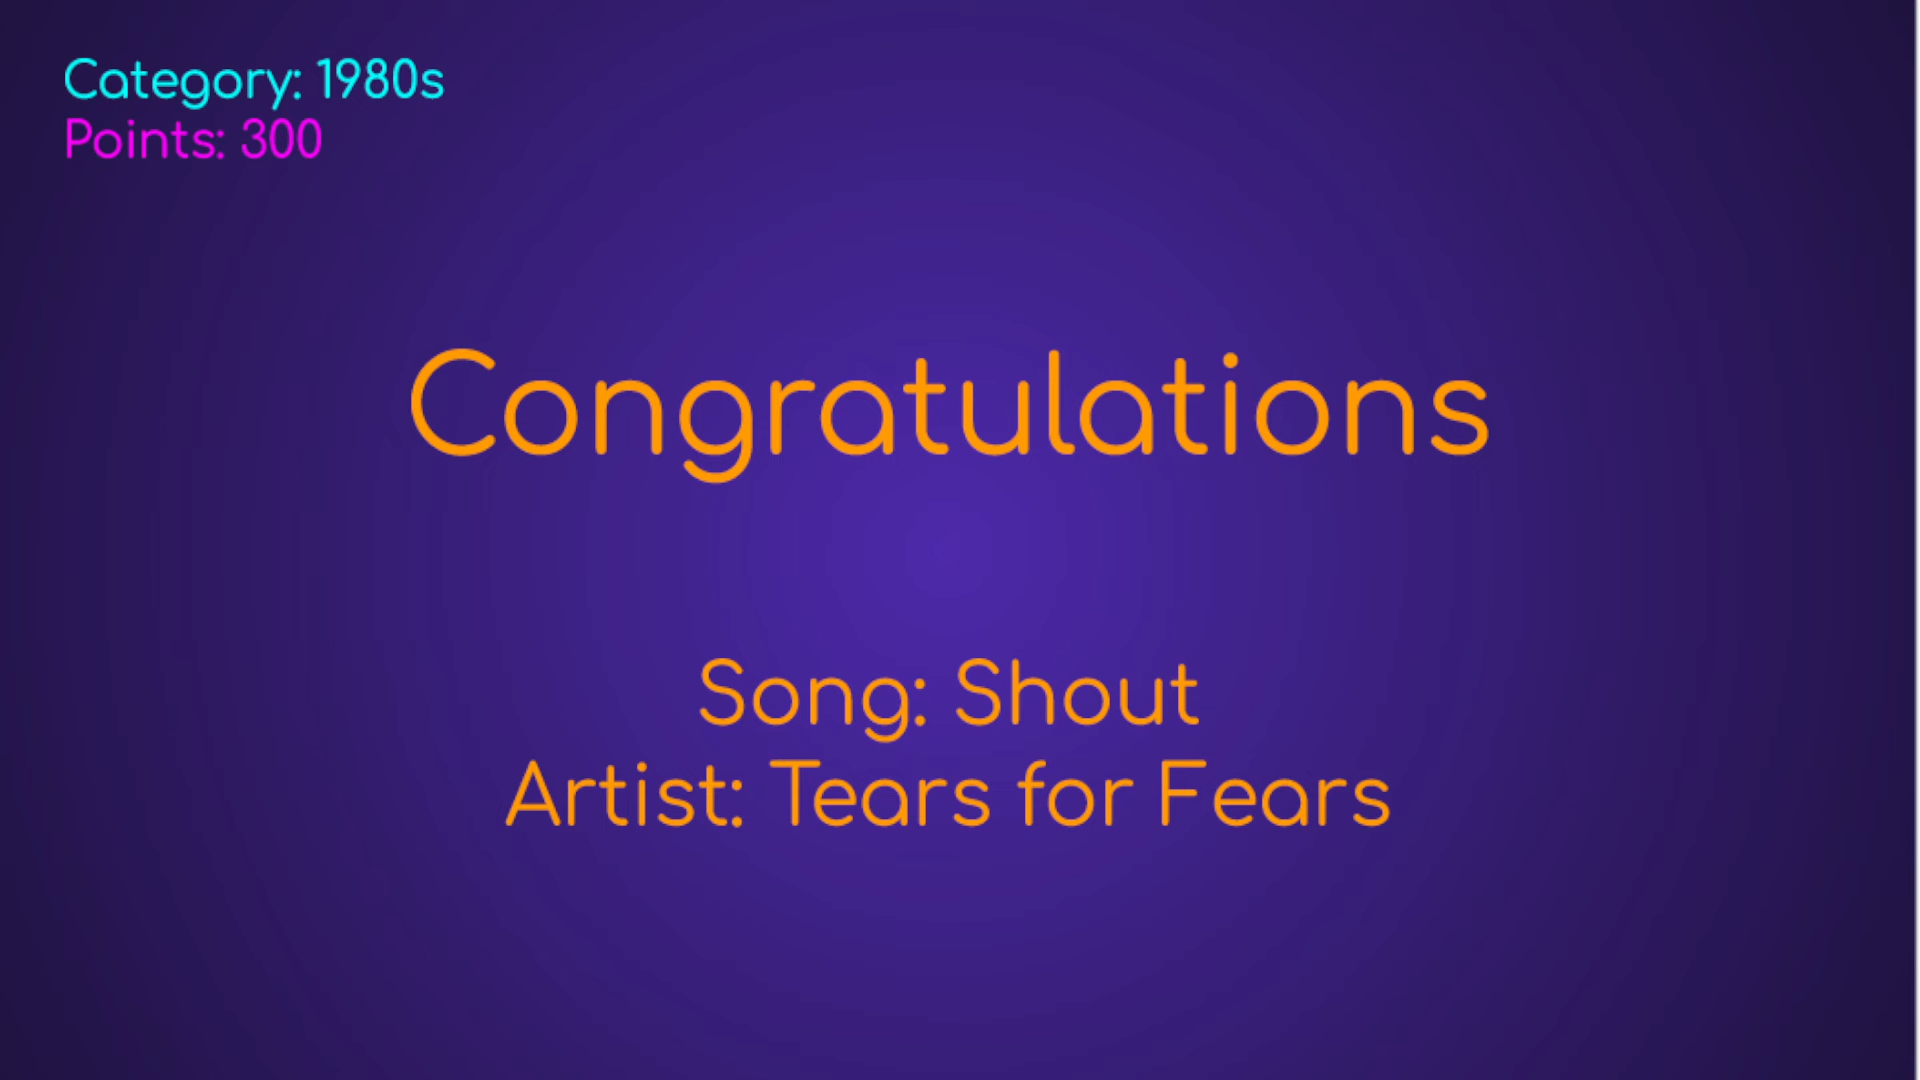 Category: 1980s
Points: 300
Congratulations
Song: Shout
Artist: Tears for Fears